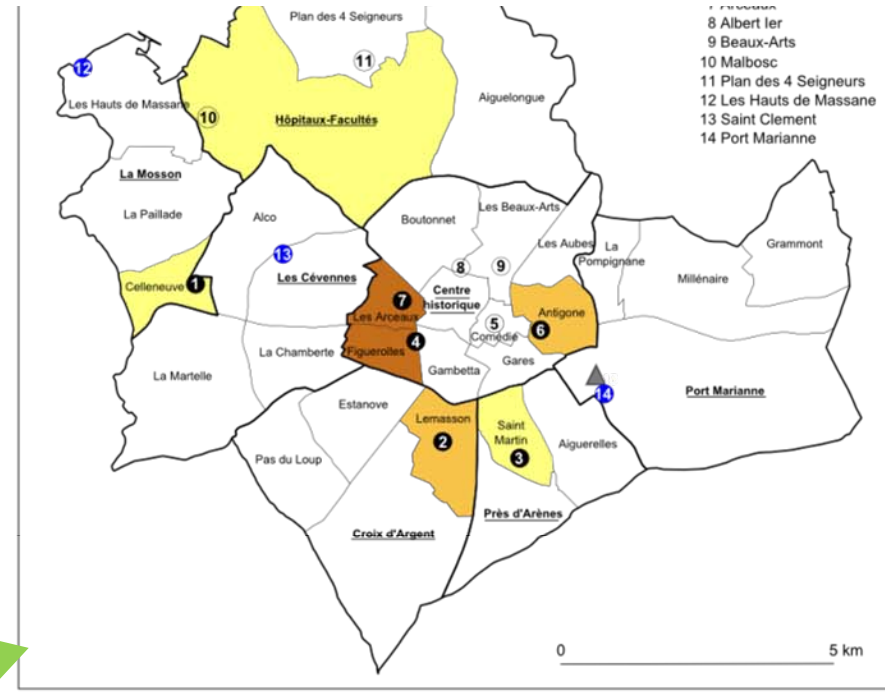 Plan des 4 Seigneurs
7 Arceaux
8 Albert Ier
9 Beaux-Arts
10 Malbosc
11 Plan des 4 Seigneurs
12 Les Hauts de Massane
13 Saint Clement
14 Port Marianne
11
12
Les Hauts de Massane
Aiguelongue
10
Hôpitaux-Facultés
La Mosson
La Paillade
Alco
Boutonnet
Les Beaux-Arts
Les Aubes
La
Pompignane
Grammont
13
8
9
Les Cévennes
Millénaire
Celleneuve
1
7
Centre
historique
Antigone
Les Arceaux
5
6
Comédie
4
Figuerolles
La Chamberte
Gares
Gambetta
La Martelle
14
Port Marianne
Estanove
Lemasson
2
Saint
Martin
3
Aiguerelles
Pas du Loup
Près d'Arènes
Croix d'Argent
0
5 km